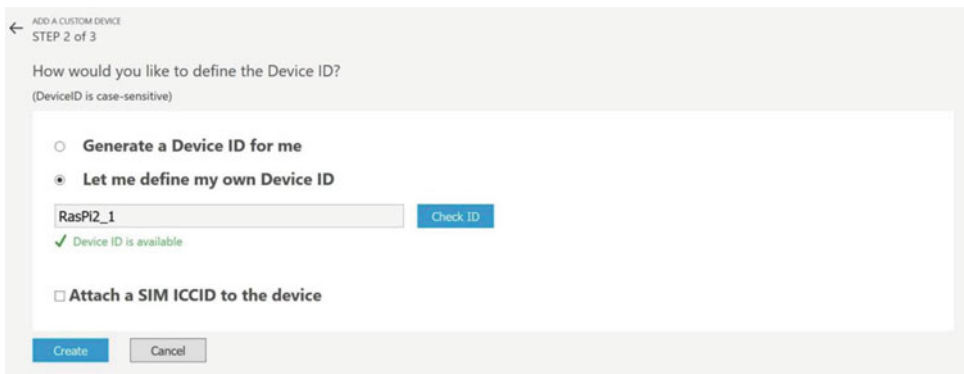 ADD A CUSTOM DEVICE
STEP 2 of 3
How would you like to define the Device ID?
(DeviceID is case-sensitive)
Generate a Device ID for me
Let me define my own Device ID
RasPi2_1
Check ID
Device ID is available
Attach a SIM ICCID to the device
Create
Cancel